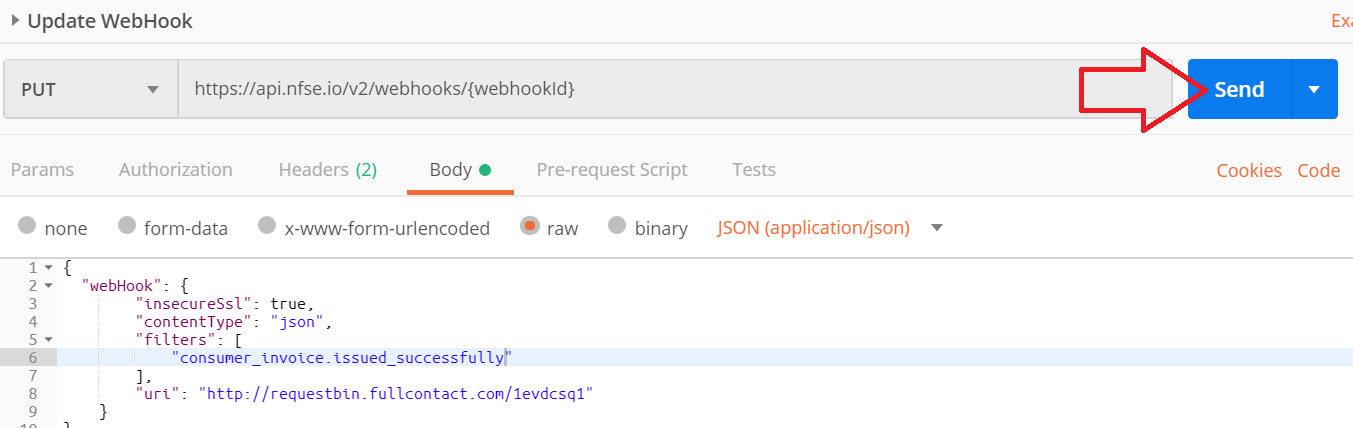 Update WebHook Exa
PUT https://api.nfse.io/v2/webhooks/{webhookId} Send
Params Authorization Headers (2) Body Pre-request Script Tests Cookies Code
none form-data x-www-form-urlencoded raw binary JSON (application/json)
1 {
2 "webHook": {
3 "insecureSsl": true,
4 "contentType": "json",
5 "filters": [
6 "consumer_invoice.issued_successfully"
7 ],
8 "uri": "http://requestbin.fullcontact.com/1evdcsq1"
9 }
10 }